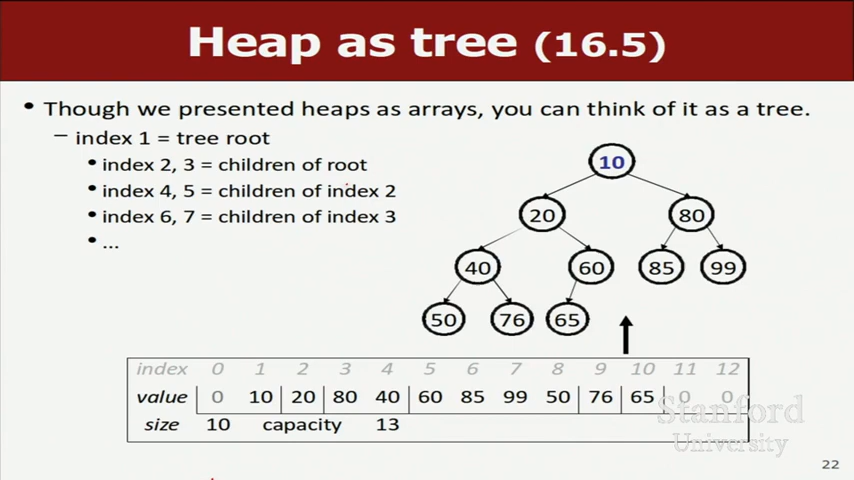 Heap as tree (16.5)
• Though we presented heaps as arrays, you can think of it as a tree.
– index 1 = tree root
• index 2, 3 = children of root
• index 4, 5 = children of index 2
• index 6, 7 = children of index 3
• ...
10
20 80
40 60 85 99
50 76 65
index 0 1 2 3 4 5 6 7 8 9 10 11 12
value 0 10 20 80 40 60 85 99 50 76 65 0 0
size 10 capacity 13
Stanford
University
22